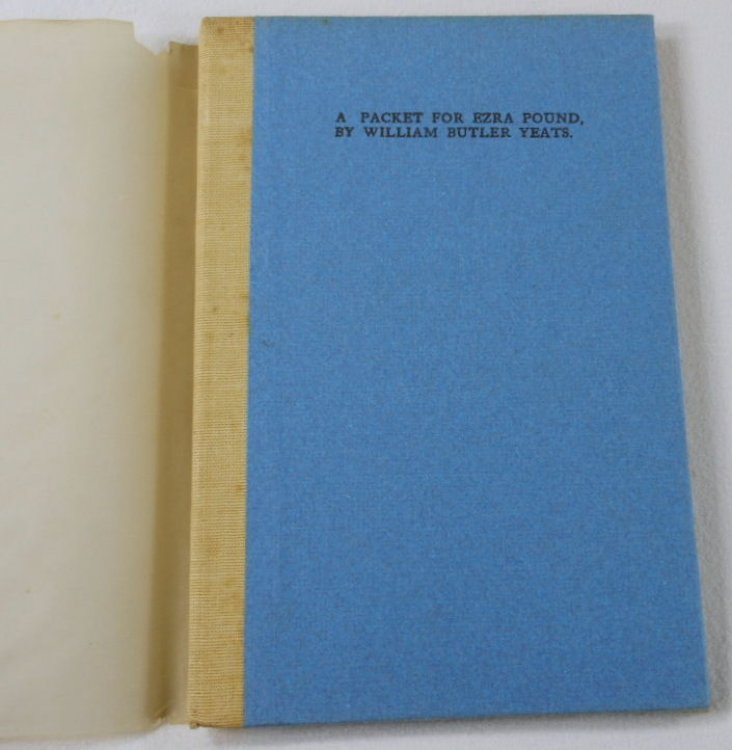 A PACKET FOR EZRA POUND,
BY WILLIAM BUTLER YEATS.